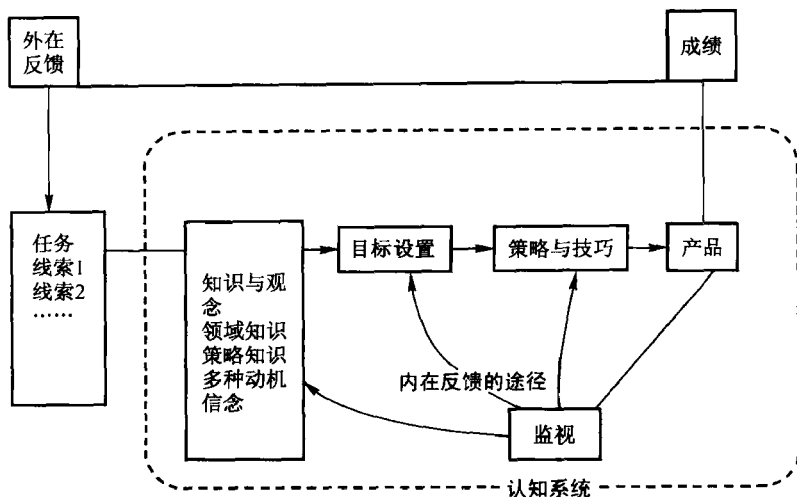 外在
反馈
成绩
任务
线索1
线索2
……
知识与观
念
领域知识
策略知识
多种动机
信念
目标设置
策略与技巧
产品
内在反馈的途径
监视
认知系统